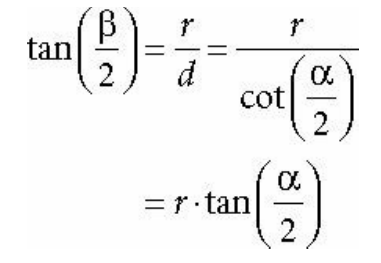 tan(β/2) = r/d = r/cot(α/2)
= r·tan(α/2)